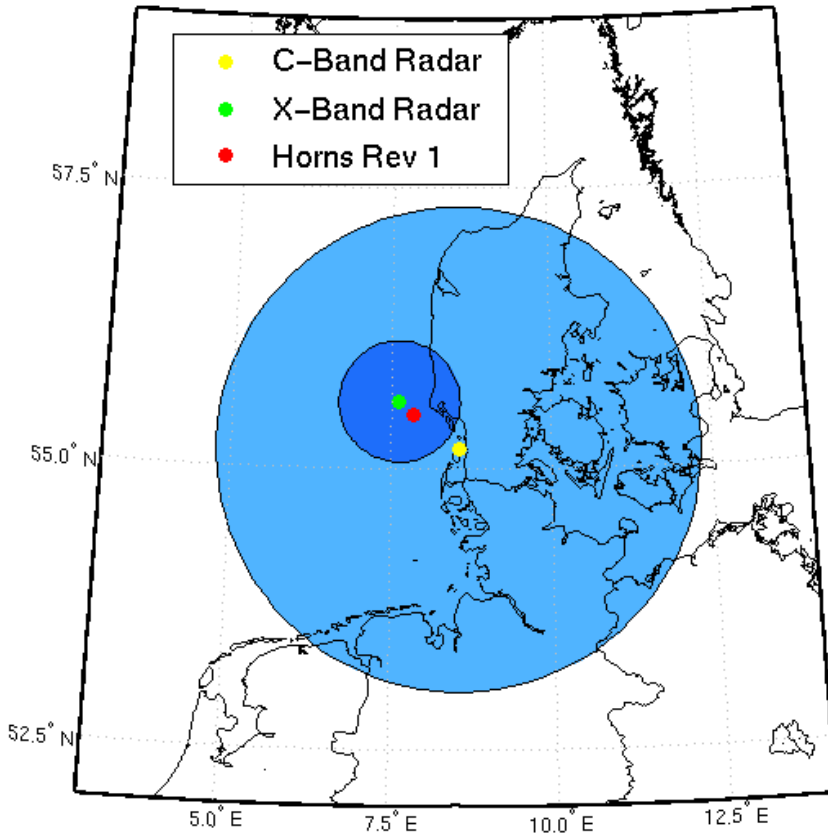 C-Band Radar
X-Band Radar
Horns Rev 1
57.5° N
55.0° N
52.5° N
5.0° E
7.5° E
10.0° E
12.5° E